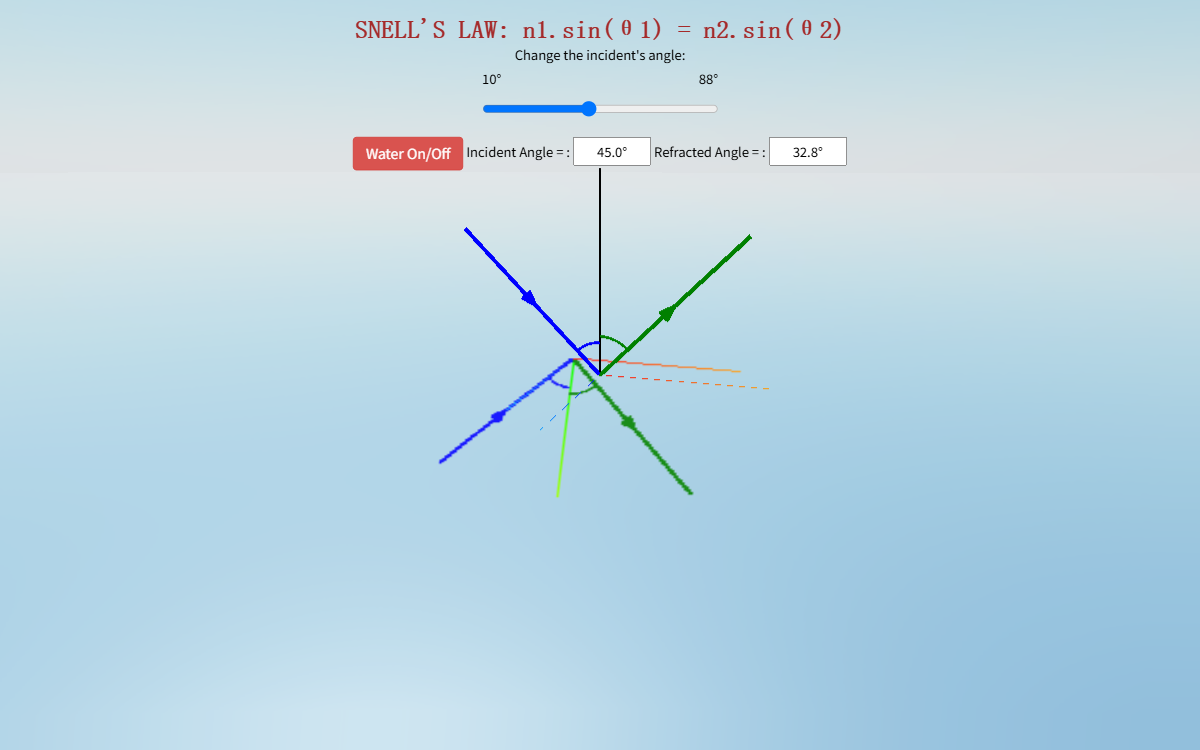 SNELL'S LAW: n1.sin(θ1) = n2.sin(θ2)
Change the incident's angle:
10° 88°
Water On/Off Incident Angle = : 45.0° Refracted Angle = : 32.8°